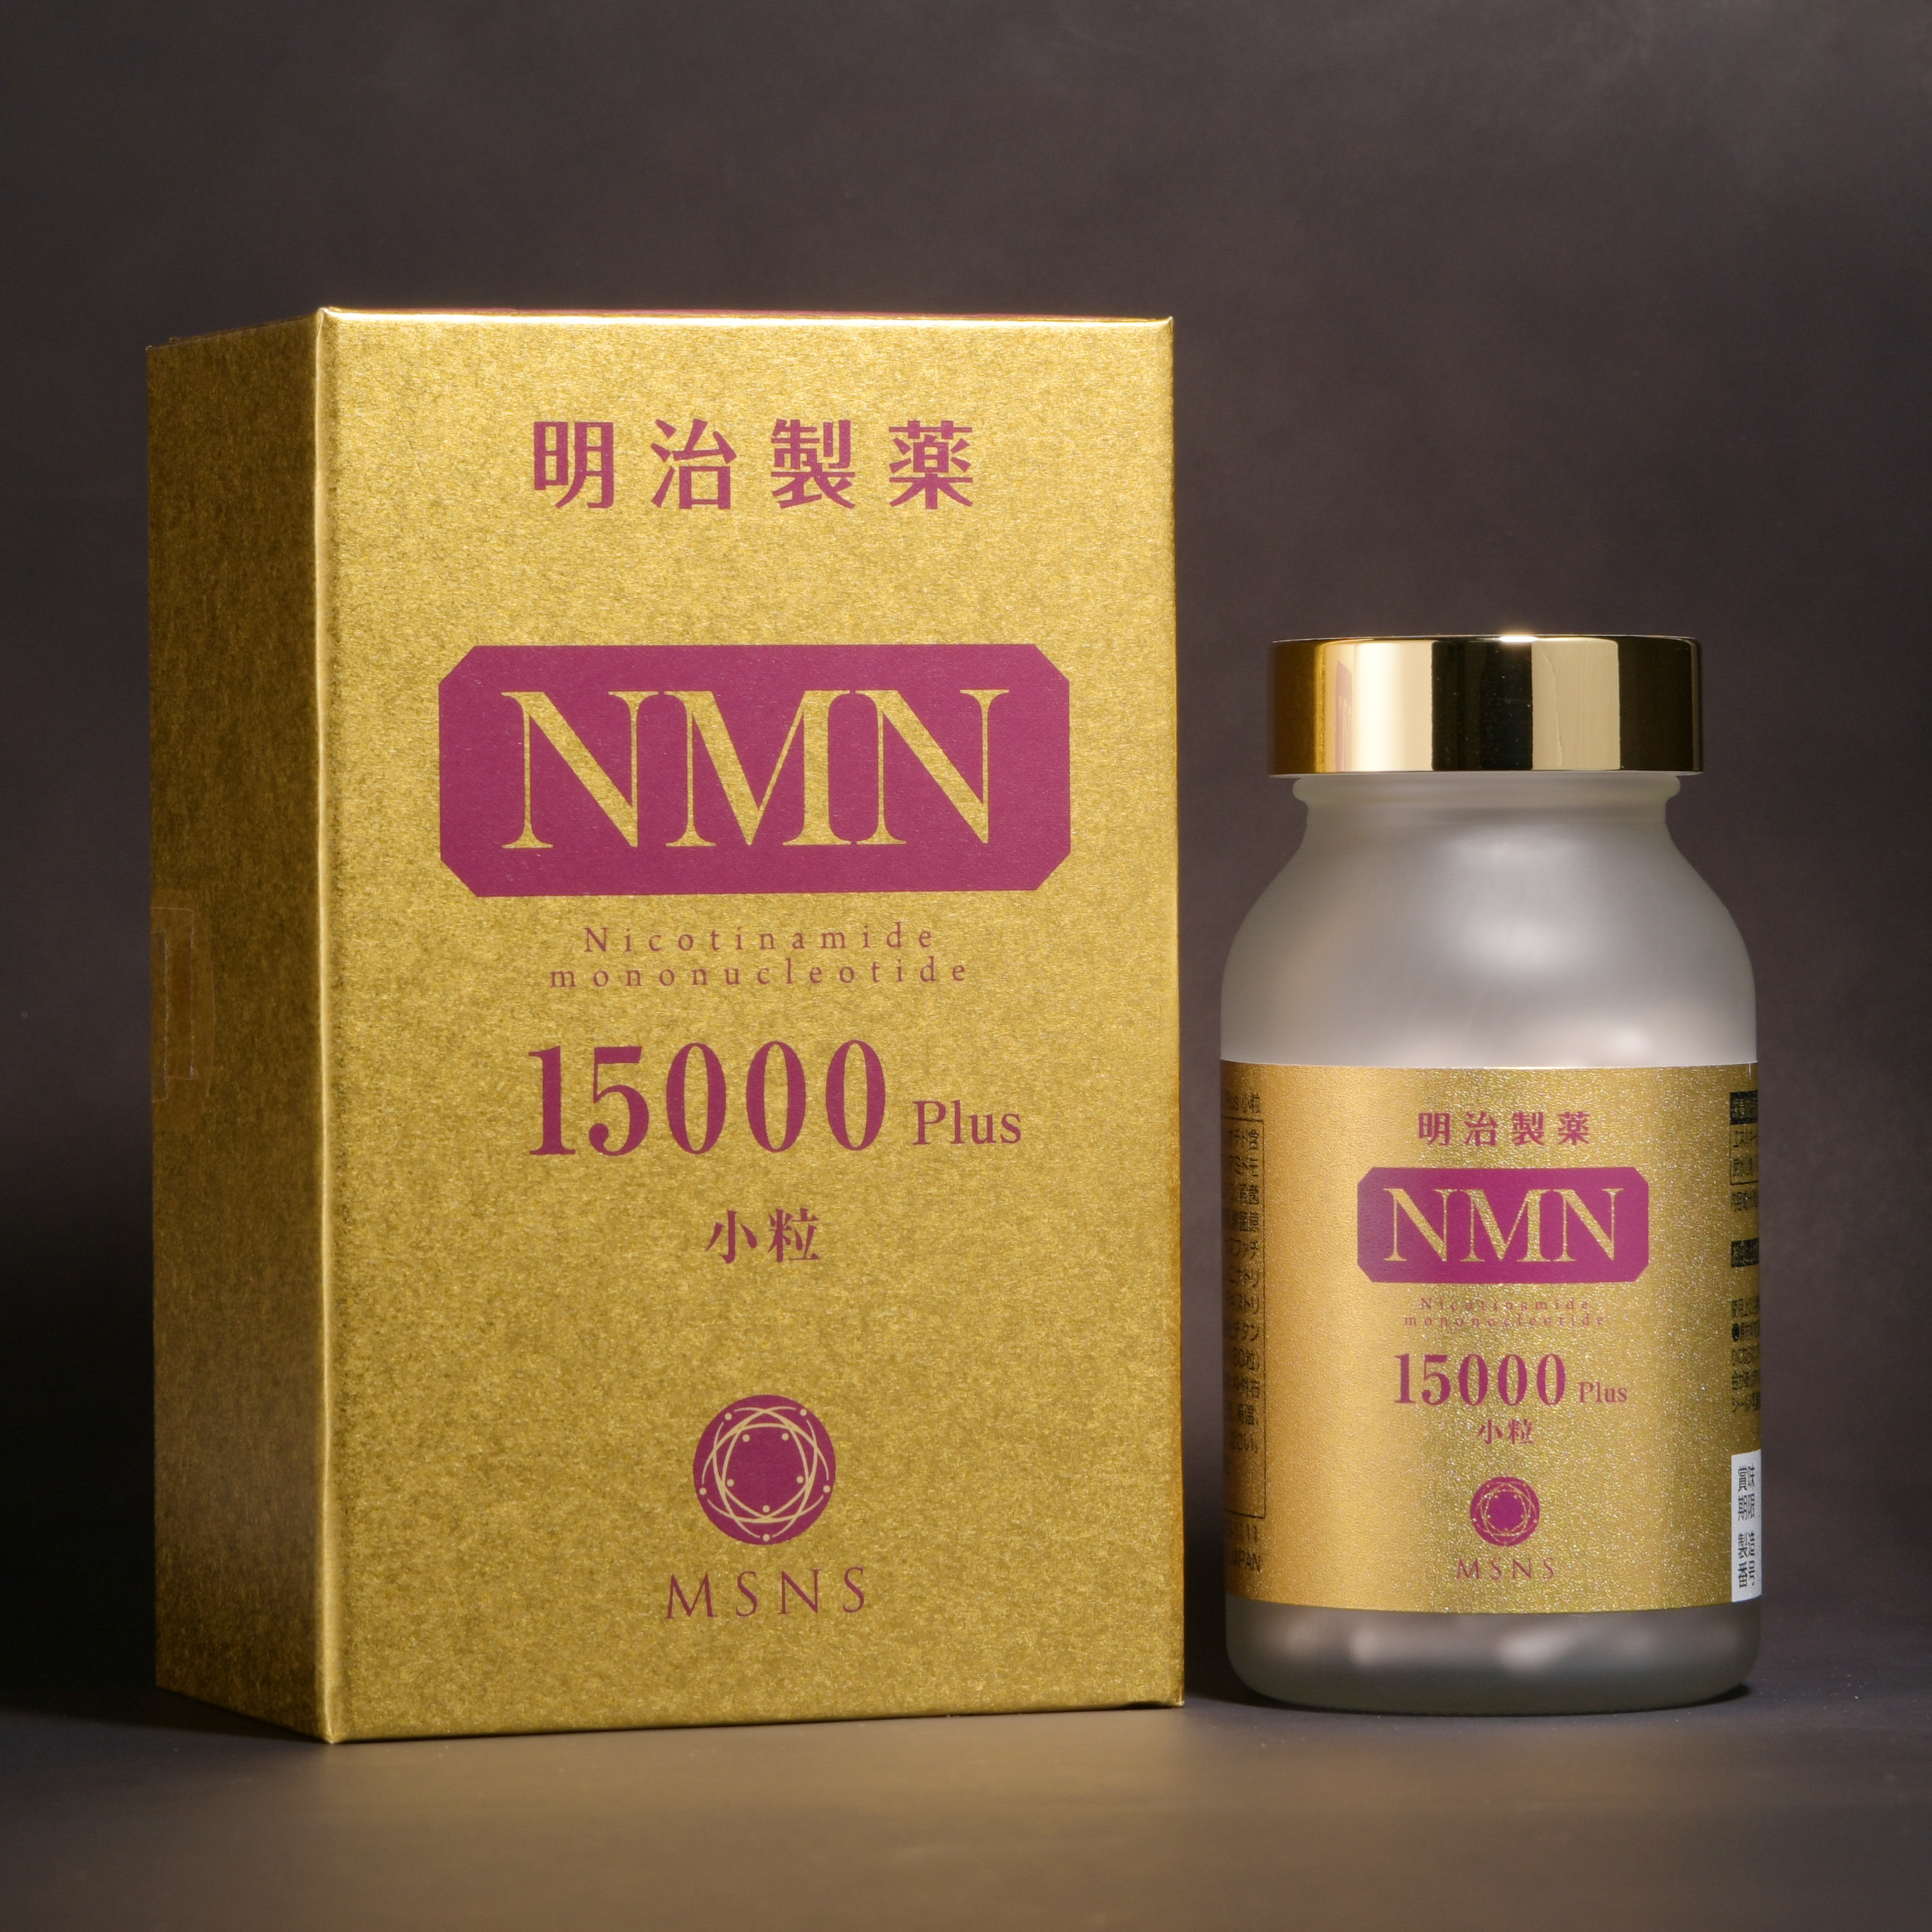 明治製薬
NMN
Nicotinamide
mononucleotide
15000 Plus
小粒
MSNS
明治製薬
NMN
Nicotinamide
mononucleotide
15000 Plus
小粒
MSNS